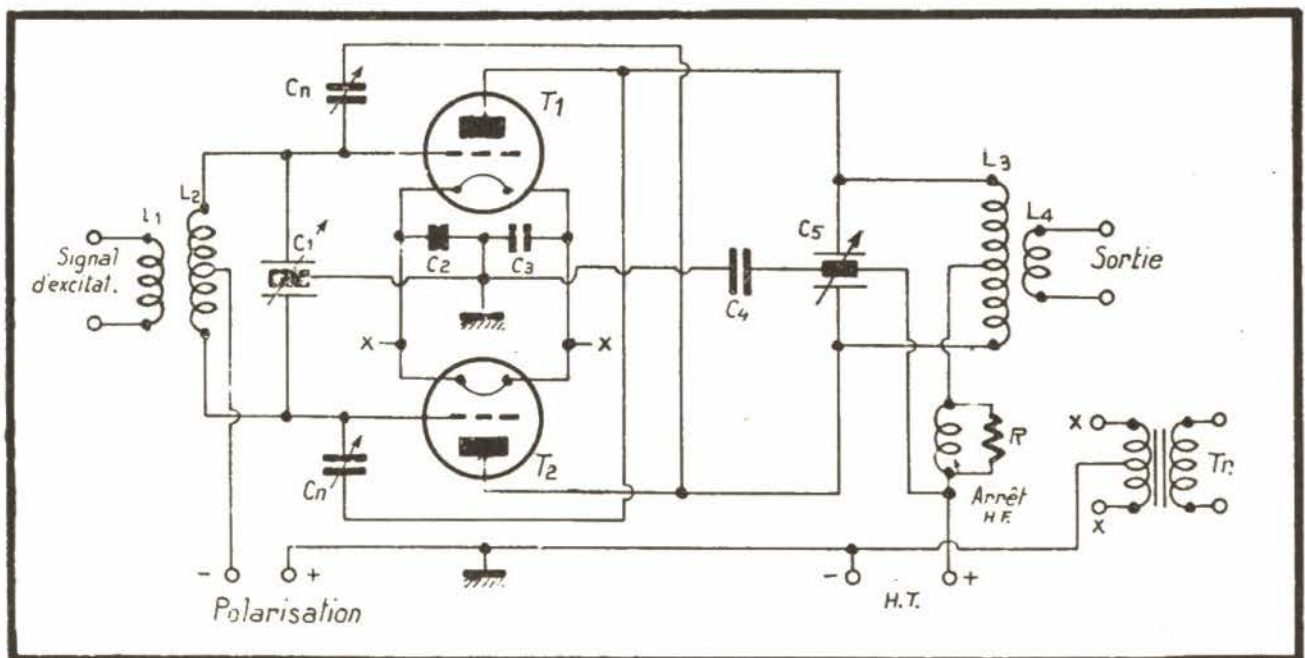 Cn
T1
L1
Signal
d'excitat.
L2
C1
C2
C3
X
X
C4
C5
L3
L4
Sortie
T2
Cn
R
Arrêt
H.F.
X
X
Tr.
- +
Polarisation
- +
H.T.